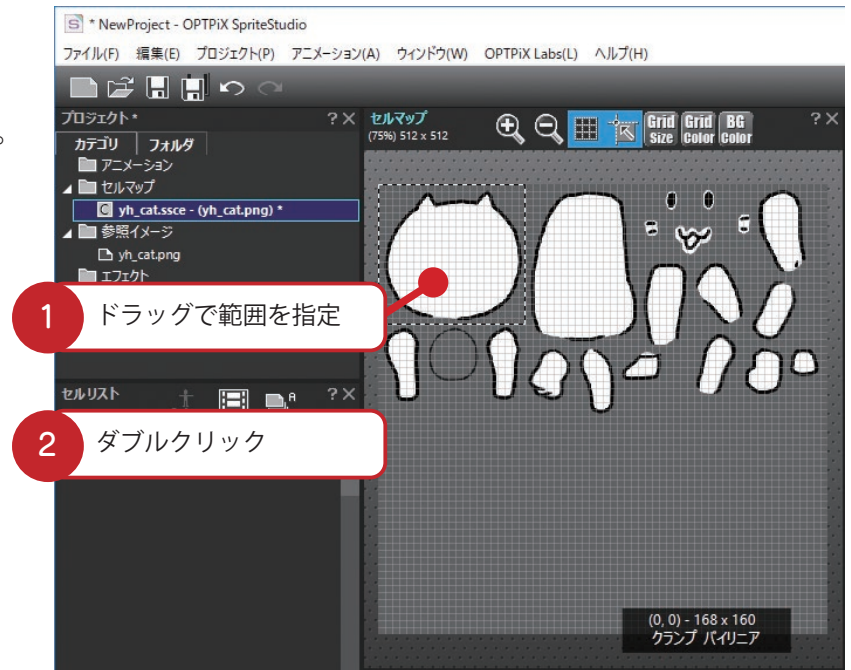 * NewProject - OPTPiX SpriteStudio
ファイル(F) 編集(E) プロジェクト(P) アニメーション(A) ウィンドウ(W) OPTPiX Labs(L) ヘルプ(H)
プロジェクト* ? ×
カテゴリ フォルダ
アニメーション
セルマップ
yh_cat.ssce - (yh_cat.png) *
参照イメージ
yh_cat.png
エフェクト
セルマップ ? ×
(75%) 512 x 512
Grid Size Grid Color BG Color
。
1 ドラッグで範囲を指定
セルリスト ? ×
A
2 ダブルクリック
(0, 0) - 168 x 160
クランプ バイリニア